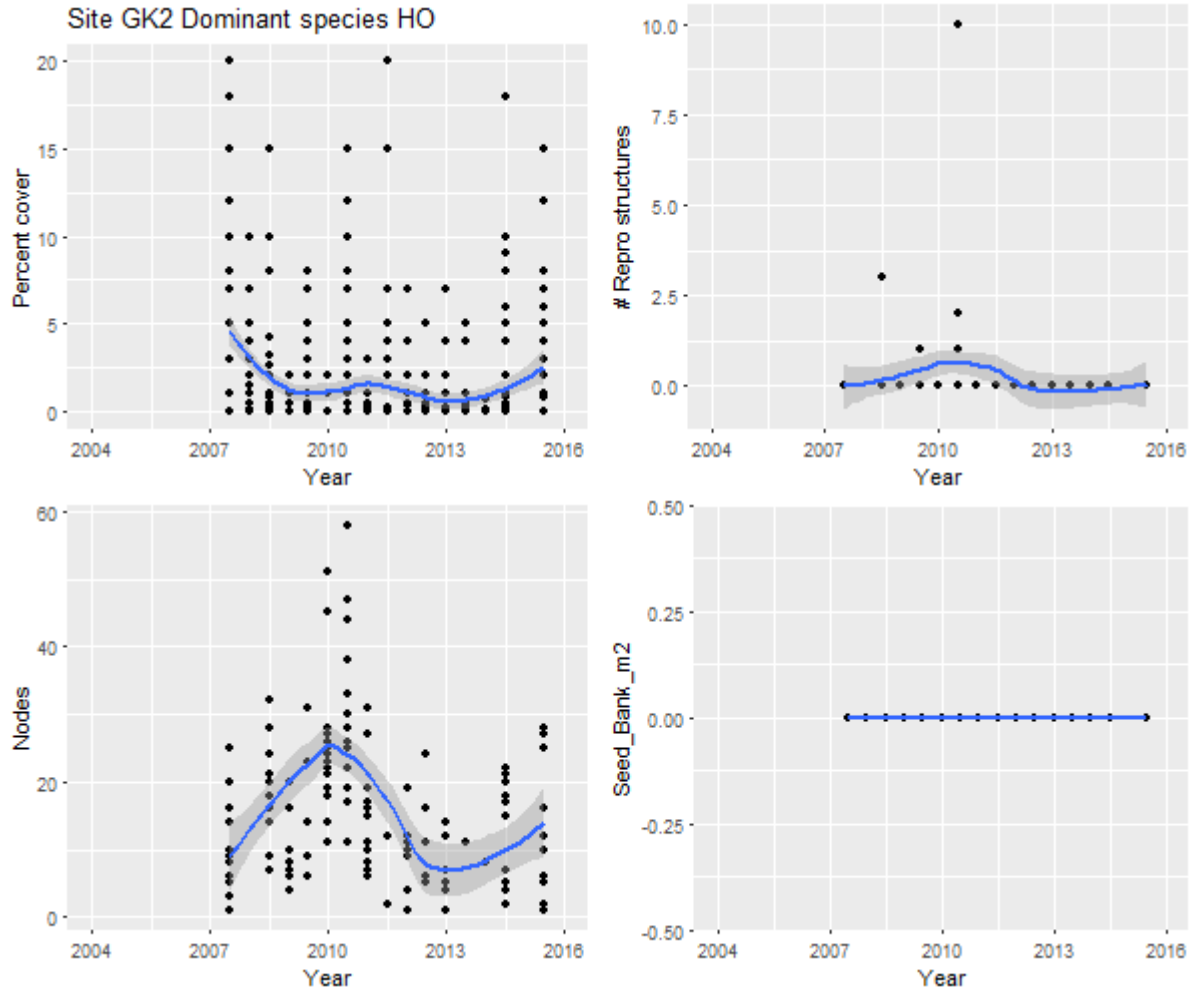 Site GK2 Dominant species HO
20
15
10
5
0
Percent cover
2004 2007 2010 2013 2016
Year
10.0
7.5
5.0
2.5
0.0
# Repro structures
2004 2007 2010 2013 2016
Year
60
40
20
0
Nodes
2004 2007 2010 2013 2016
Year
0.50
0.25
0.00
-0.25
-0.50
Seed_Bank_m2
2004 2007 2010 2013 2016
Year